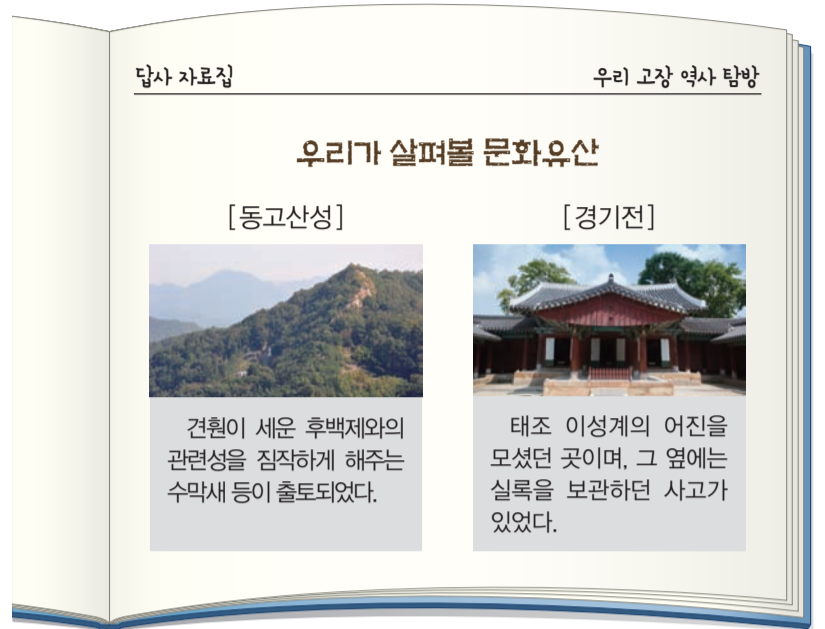 답사 자료집
우리 고장 역사 탐방
우리가 살펴볼 문화유산
[동고산성]
견훤이 세운 후백제와의
관련성을 짐작하게 해주는
수막새 등이 출토되었다.
[경기전]
태조 이성계의 어진을
모셨던 곳이며, 그 옆에는
실록을 보관하던 사고가
있었다.